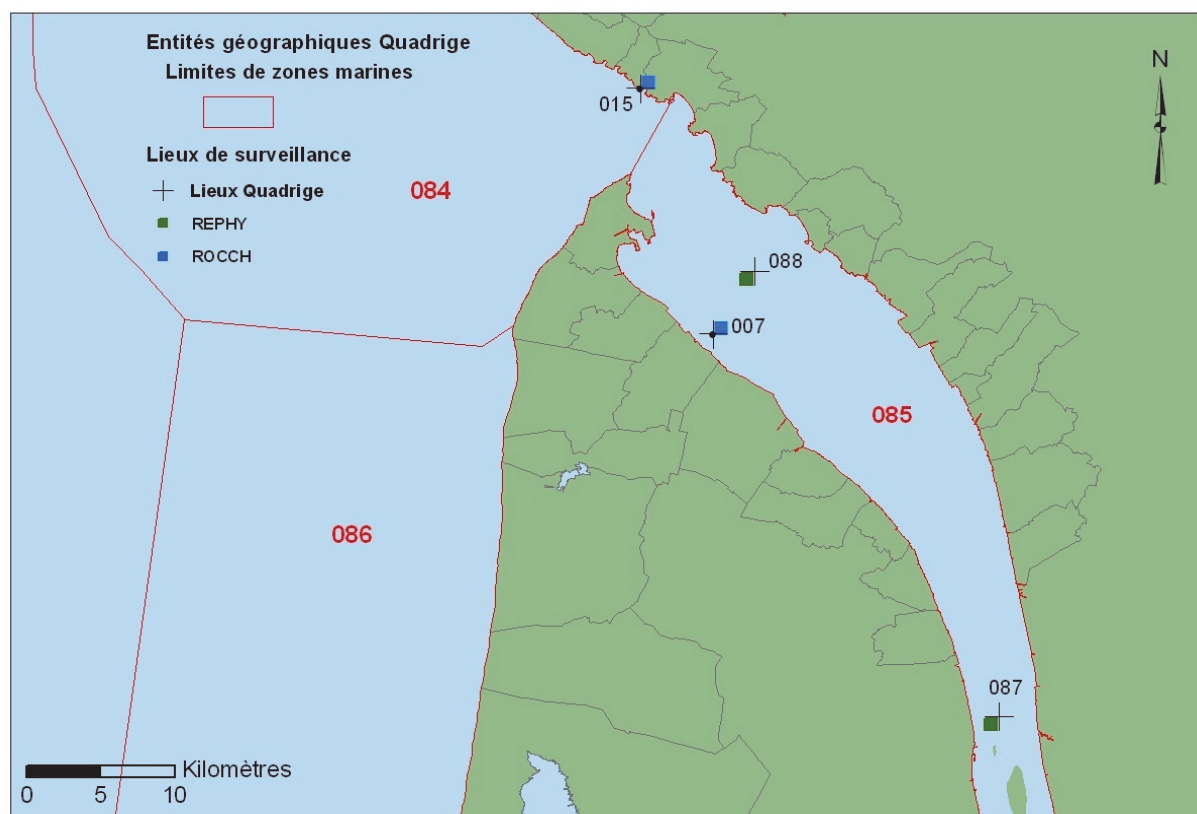 Entités géographiques Quadrige
Limites de zones marines
Lieux de surveillance
Lieux Quadrige
REPHY
ROCCH
015
N
084
088
007
085
086
087
Kilomètres
0 5 10